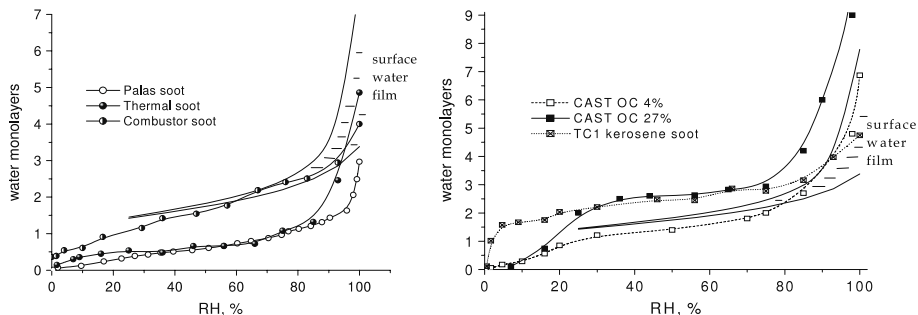 7
6
5
4
3
2
1
0
water monolayers
Palas soot
Thermal soot
Combustor soot
surface
water
film
0 20 40 60 80 100
RH, %
9
8
7
6
5
4
3
2
1
0
water monolayers
CAST OC 4%
CAST OC 27%
TC1 kerosene soot
surface
water
film
0 20 40 60 80 100
RH, %